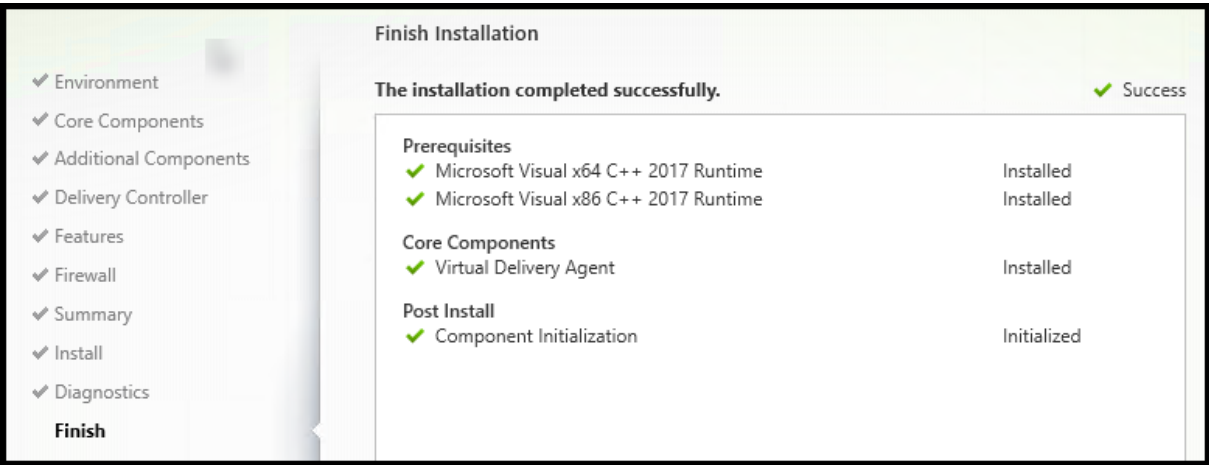 Environment
Core Components
Additional Components
Delivery Controller
Features
Firewall
Summary
Install
Diagnostics
Finish
Finish Installation
The installation completed successfully.
Success
Prerequisites
Microsoft Visual x64 C++ 2017 Runtime Installed
Microsoft Visual x86 C++ 2017 Runtime Installed
Core Components
Virtual Delivery Agent Installed
Post Install
Component Initialization Initialized